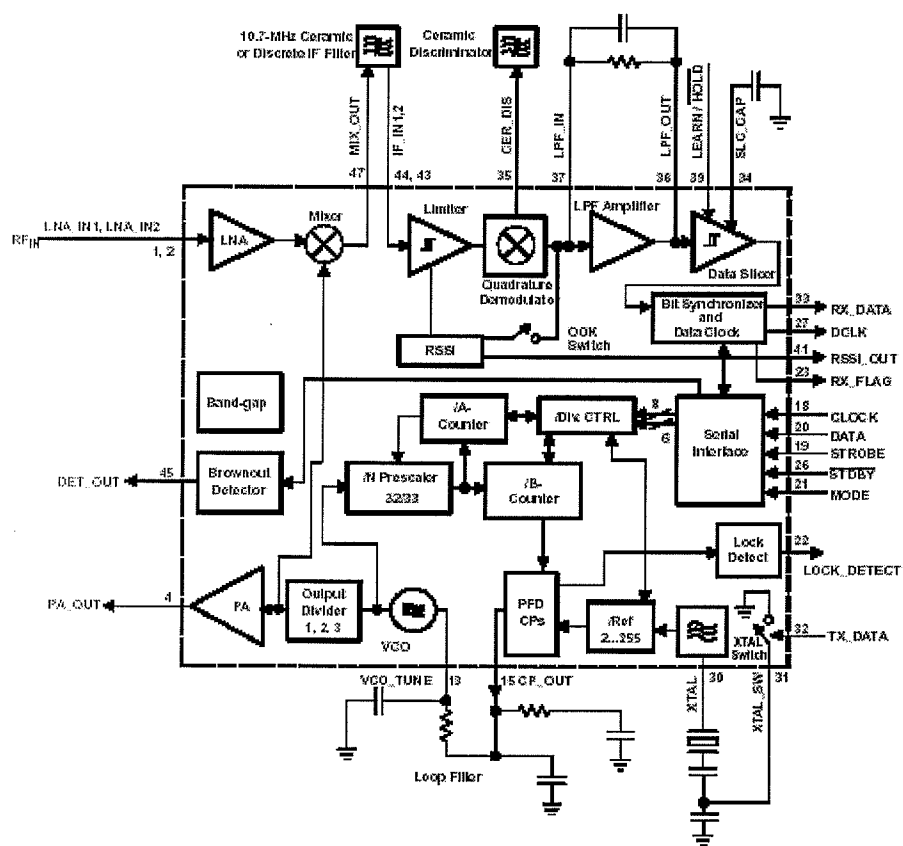 10.7-MHz Ceramic
or Discrete IF Filter
Ceramic
Discriminator
MIX_OUT
IF_IN1,2
CER_DIS
LPF_IN
LPF_OUT
LEARN / HOLD
SLC_CAP
47
44, 43
35
37
36
39
34
RFIN
LNA_IN1, LNA_IN2
1, 2
LNA
Mixer
Limiter
Quadrature
Demodulator
LPF Amplifier
Data Slicer
Bit Synchronizer
and
Data Clock
33
RX_DATA
27
DCLK
41
RSSI_OUT
23
RX_FLAG
RSSI
OOK
Switch
Band-gap
/A-
Counter
/Div. CTRL
8
6
Serial
Interface
18
CLOCK
20
DATA
19
STROBE
26
STDBY
21
MODE
DET_OUT
45
Brownout
Detector
/N Prescaler
32/33
/B-
Counter
Lock
Detect
22
LOCK_DETECT
PA_OUT
4
PA
Output
Divider
1, 2, 3
VCO
PFD
CPs
/Ref
2...255
XTAL
Switch
32
TX_DATA
VCO_TUNE
13
15
CP_OUT
XTAL
30
XTAL_SW
31
Loop Filter